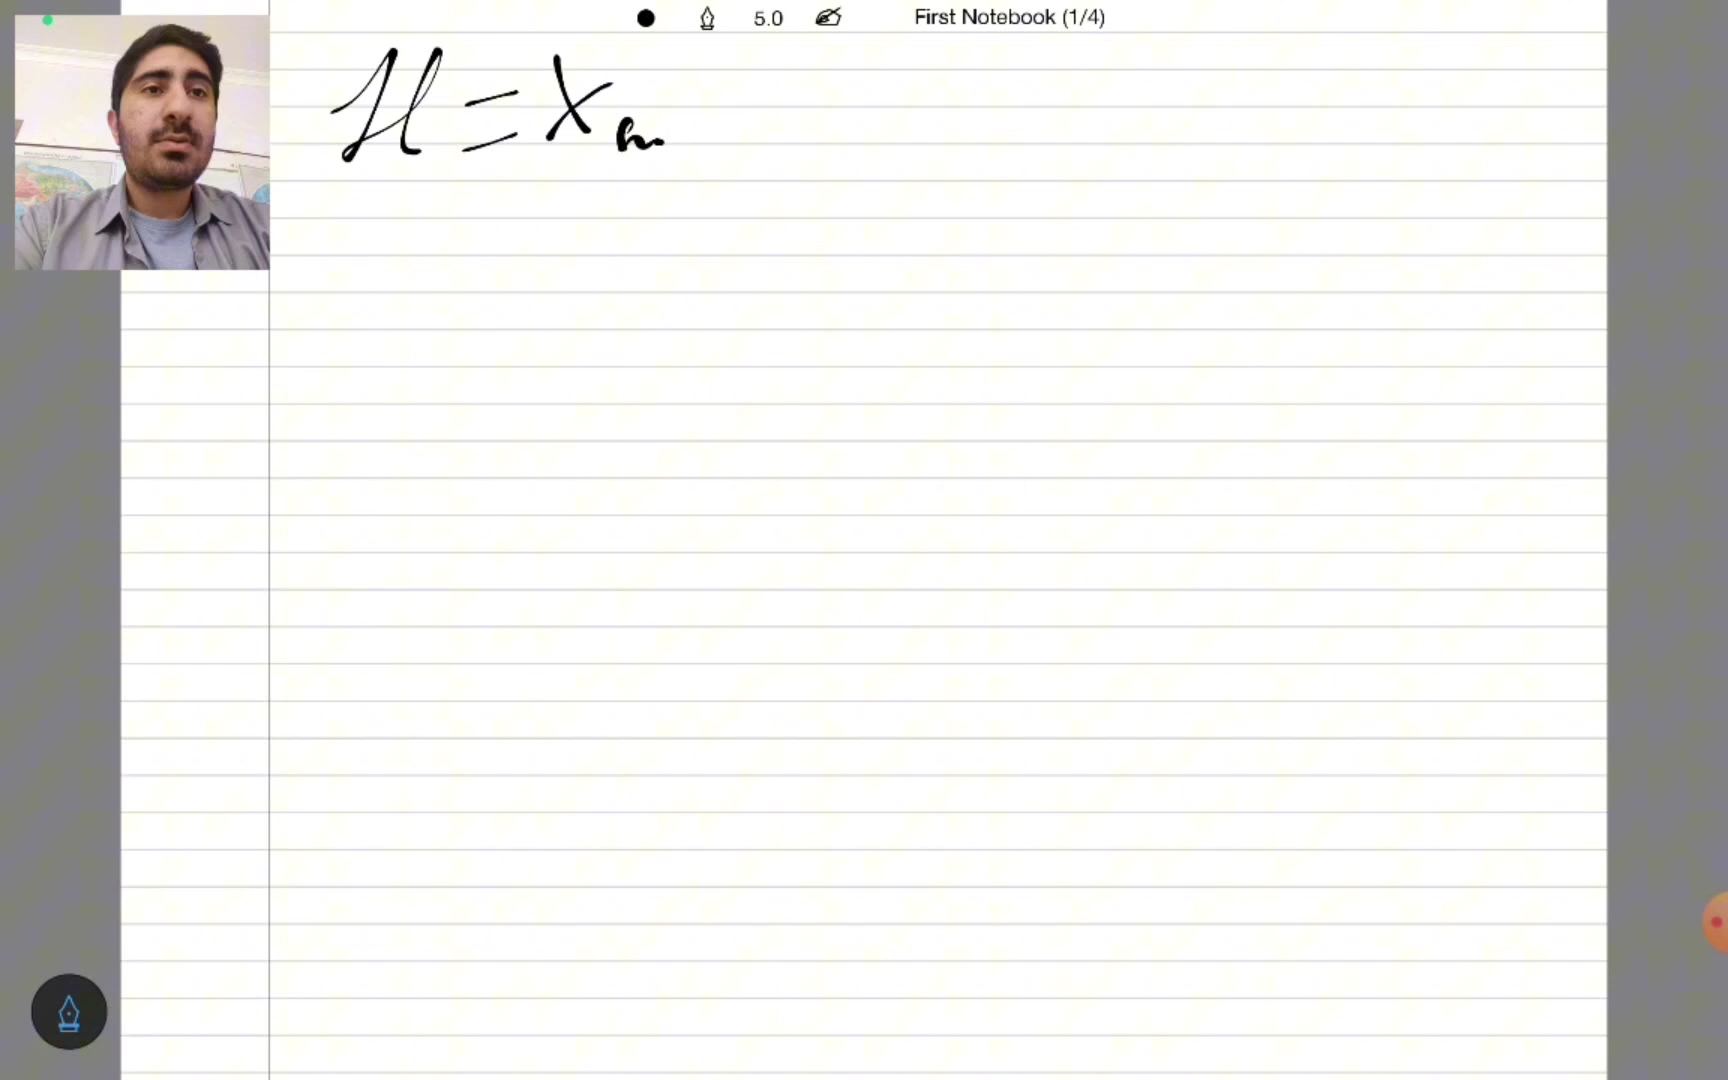 5.0 First Notebook (1/4)
H = X m